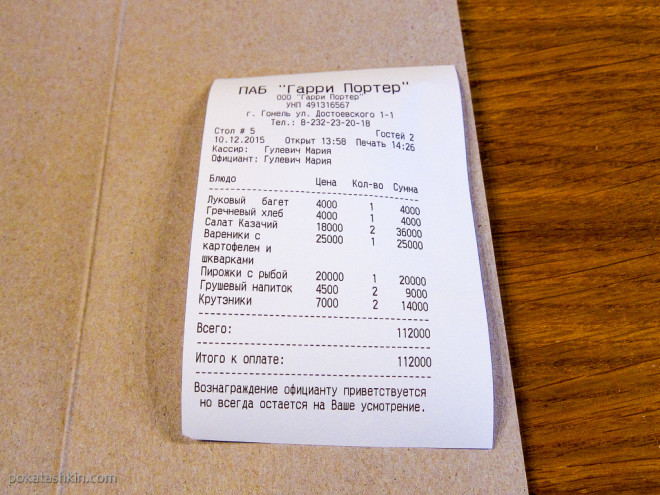 ПАБ "Гарри Портер"
ООО "Гарри Портер"
УНП 491316567
г. Гомель ул. Достоевского 1-1
Тел.: 8-232-23-20-18
Стол # 5 Гостей 2
10.12.2015 Открыт 13:58 Печать 14:26
Кассир: Гулевич Мария
Официант: Гулевич Мария
Блюдо Цена Кол-во Сумма
Луковый багет 4000 1 4000
Гречневый хлеб 4000 1 4000
Салат Казачий 18000 2 36000
Вареники с 25000 1 25000
картофелем и
шкварками
Пирожки с рыбой 20000 1 20000
Грушевый напиток 4500 2 9000
Крутэники 7000 2 14000
Всего: 112000
Итого к оплате: 112000
Вознаграждение официанту приветствуется
но всегда остается на Ваше усмотрение.
pokatashkin.com